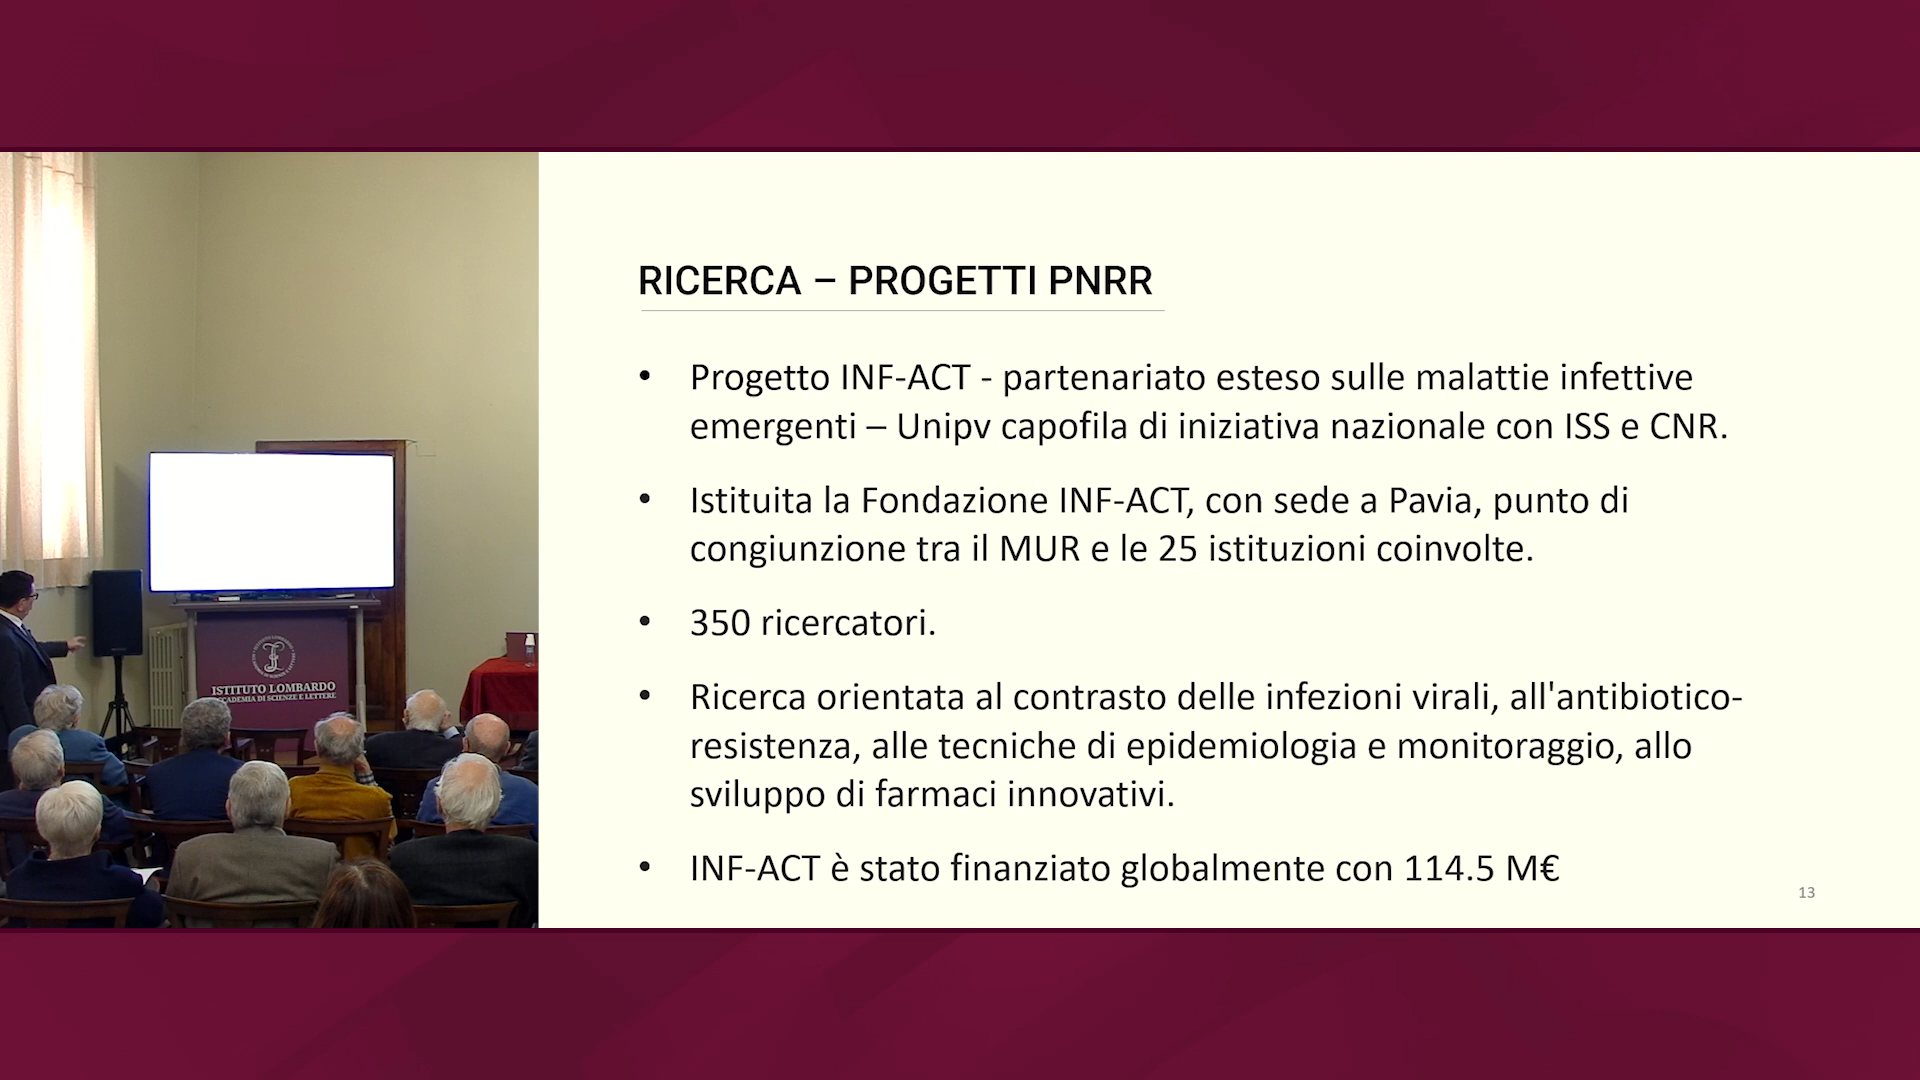 RICERCA – PROGETTI PNRR
• Progetto INF-ACT - partenariato esteso sulle malattie infettive
emergenti – Unipv capofila di iniziativa nazionale con ISS e CNR.
• Istituita la Fondazione INF-ACT, con sede a Pavia, punto di
congiunzione tra il MUR e le 25 istituzioni coinvolte.
• 350 ricercatori.
• Ricerca orientata al contrasto delle infezioni virali, all'antibiotico-
resistenza, alle tecniche di epidemiologia e monitoraggio, allo
sviluppo di farmaci innovativi.
• INF-ACT è stato finanziato globalmente con 114.5 M€
13
ISTITUTO LOMBARDO
ACCADEMIA DI SCIENZE E LETTERE